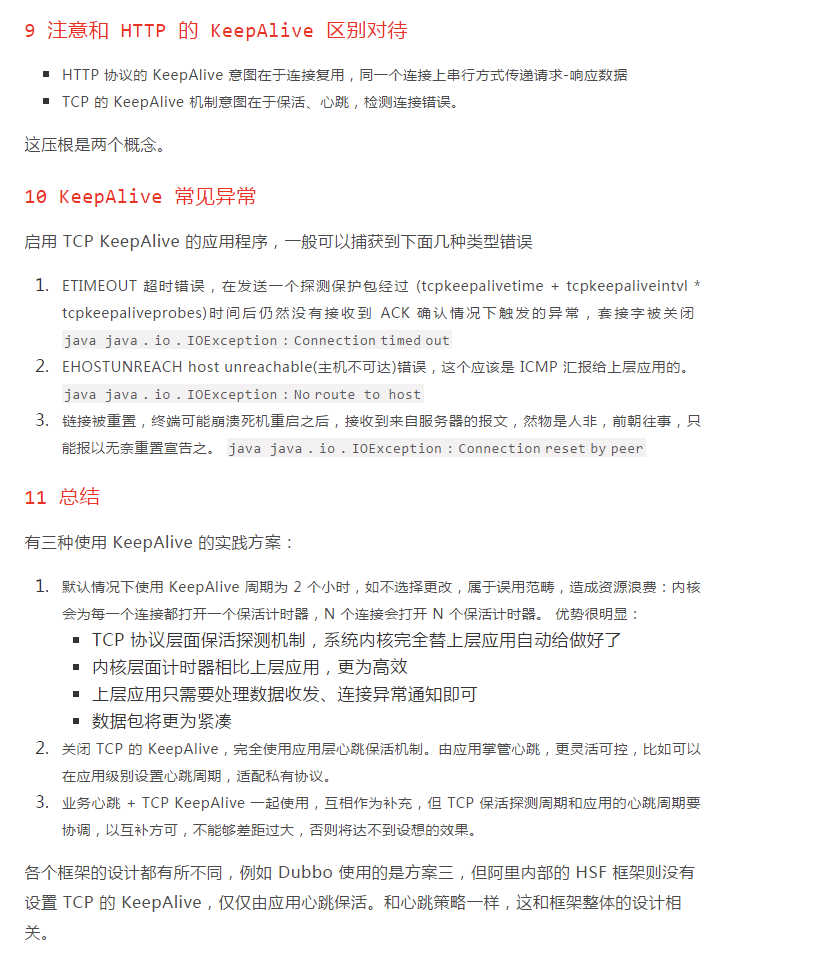 9 注意和 HTTP 的 KeepAlive 区别对待
HTTP 协议的 KeepAlive 意图在于连接复用，同一个连接上串行方式传递请求-响应数据
TCP 的 KeepAlive 机制意图在于保活、心跳，检测连接错误。
这压根是两个概念。
10 KeepAlive 常见异常
启用 TCP KeepAlive 的应用程序，一般可以捕获到下面几种类型错误
1. ETIMEOUT 超时错误，在发送一个探测保护包经过 (tcpkeepalivetime + tcpkeepaliveintvl *
tcpkeepaliveprobes)时间后仍然没有接收到 ACK 确认情况下触发的异常，套接字被关闭
java java．io．IOException：Connection timed out
2. EHOSTUNREACH host unreachable(主机不可达)错误，这个应该是 ICMP 汇报给上层应用的。
java java．io．IOException：No route to host
3. 链接被重置，终端可能崩溃死机重启之后，接收到来自服务器的报文，然物是人非，前朝往事，只
能报以无奈重置宣告之。 java java．io．IOException：Connection reset by peer
11 总结
有三种使用 KeepAlive 的实践方案：
1. 默认情况下使用 KeepAlive 周期为 2 个小时，如不选择更改，属于误用范畴，造成资源浪费：内核
会为每一个连接都打开一个保活计时器，N 个连接会打开 N 个保活计时器。 优势很明显：
TCP 协议层面保活探测机制，系统内核完全替上层应用自动给做好了
内核层面计时器相比上层应用，更为高效
上层应用只需要处理数据收发、连接异常通知即可
数据包将更为紧凑
2. 关闭 TCP 的 KeepAlive，完全使用应用层心跳保活机制。由应用掌管心跳，更灵活可控，比如可以
在应用级别设置心跳周期，适配私有协议。
3. 业务心跳 + TCP KeepAlive 一起使用，互相作为补充，但 TCP 保活探测周期和应用的心跳周期要
协调，以互补方可，不能够差距过大，否则将达不到设想的效果。
各个框架的设计都有所不同，例如 Dubbo 使用的是方案三，但阿里内部的 HSF 框架则没有
设置 TCP 的 KeepAlive，仅仅由应用心跳保活。和心跳策略一样，这和框架整体的设计相
关。